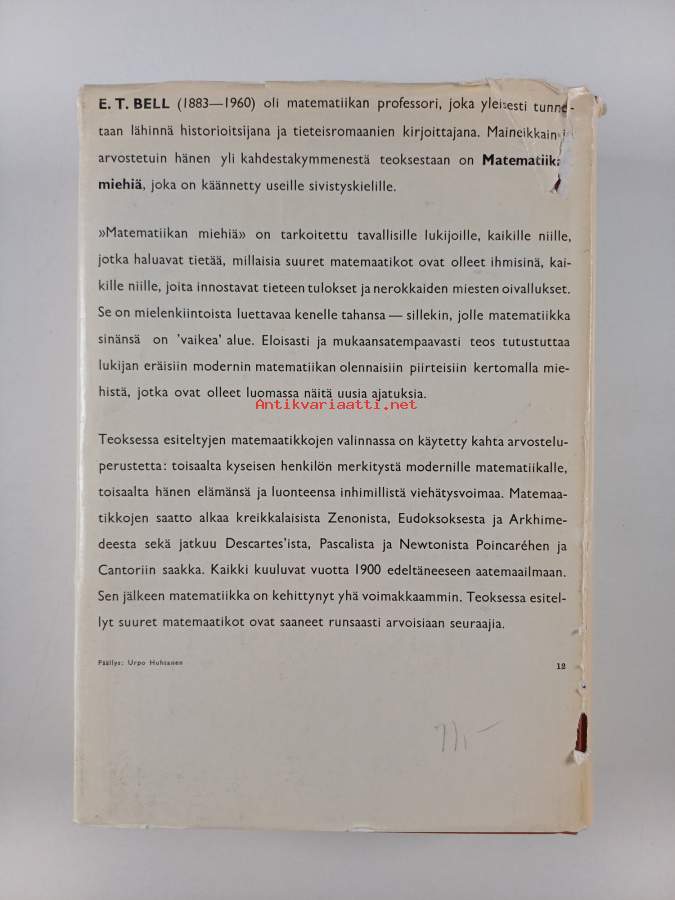 E. T. BELL (1883—1960) oli matematiikan professori, joka yleisesti tunne-
taan lähinnä historioitsijana ja tieteisromaanien kirjoittajana. Maineikkain
arvostetuin hänen yli kahdestakymmenestä teoksestaan on Matematiika
miehiä, joka on käännetty useille sivistyskielille.
»Matematiikan miehiä» on tarkoitettu tavallisille lukijoille, kaikille niille,
jotka haluavat tietää, millaisia suuret matemaatikot ovat olleet ihmisinä, kai-
kille niille, joita innostavat tieteen tulokset ja nerokkaiden miesten oivallukset.
Se on mielenkiintoista luettavaa kenelle tahansa — sillekin, jolle matematiikka
sinänsä on 'vaikea' alue. Eloisasti ja mukaansatempaavasti teos tutustuttaa
lukijan eräisiin modernin matematiikan olennaisiin piirteisiin kertomalla mie-
histä, jotka ovat olleet luomassa näitä uusia ajatuksia.
Antikvariaatti.net
Teoksessa esiteltyjen matemaatikkojen valinnassa on käytetty kahta arvostelu-
perustetta: toisaalta kyseisen henkilön merkitystä modernille matematiikalle,
toisaalta hänen elämänsä ja luonteensa inhimillistä viehätysvoimaa. Matemaa-
tikkojen saatto alkaa kreikkalaisista Zenonista, Eudoksoksesta ja Arkhime-
deesta sekä jatkuu Descartes'ista, Pascalista ja Newtonista Poincaréhen ja
Cantoriin saakka. Kaikki kuuluvat vuotta 1900 edeltäneeseen aatemaailmaan.
Sen jälkeen matematiikka on kehittynyt yhä voimakkaammin. Teoksessa esitel-
lyt suuret matemaatikot ovat saaneet runsaasti arvoisiaan seuraajia.
Päällys: Urpo Huhtanen
12